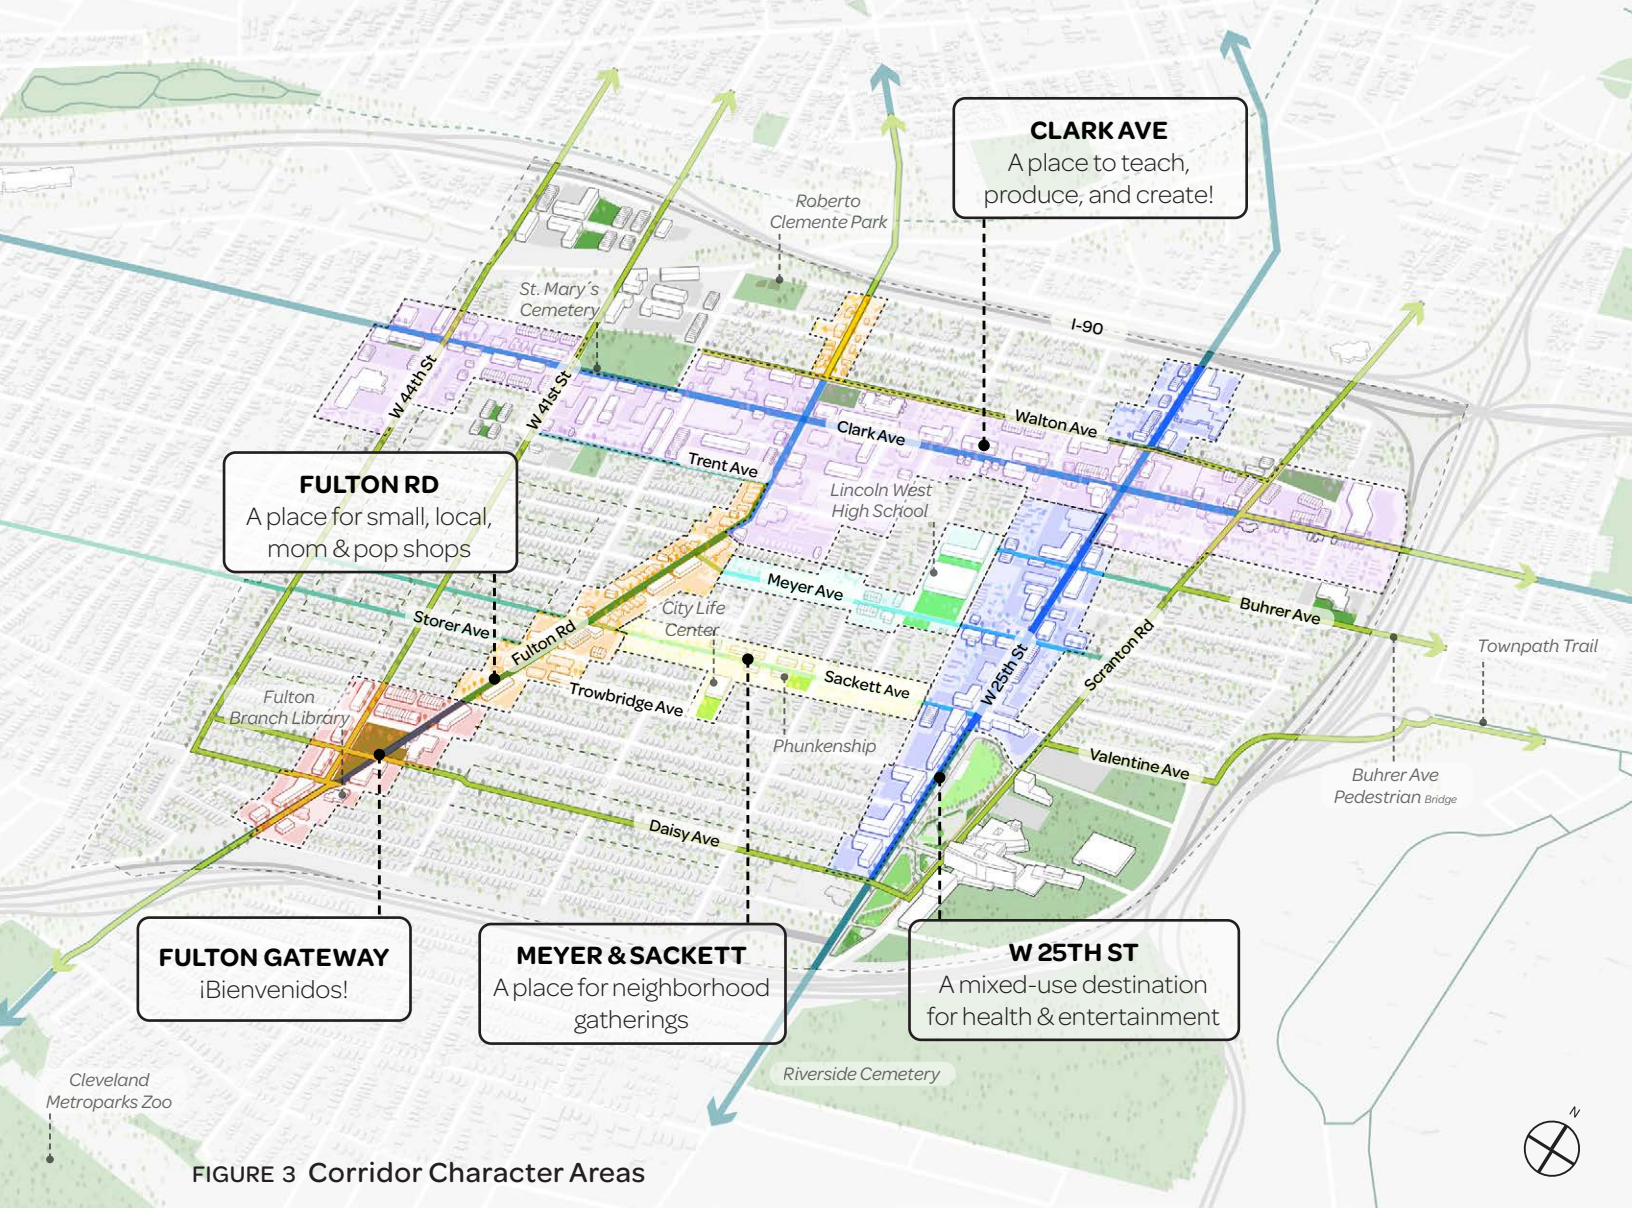 CLARK AVE
A place to teach,
produce, and create!
Roberto
Clemente Park
St. Mary´s
Cemetery
I-90
W 44th St
W 41st St
Walton Ave
Clark Ave
Trent Ave
FULTON RD
A place for small, local,
mom & pop shops
Lincoln West
High School
Meyer Ave
City Life
Center
Storer Ave
Fulton Rd
Buhrer Ave
Scranton Rd
W 25th St
Townpath Trail
Sackett Ave
Trowbridge Ave
Fulton
Branch Library
Phunkenship
Valentine Ave
Buhrer Ave
Pedestrian Bridge
Daisy Ave
FULTON GATEWAY
¡Bienvenidos!
MEYER & SACKETT
A place for neighborhood
gatherings
W 25TH ST
A mixed-use destination
for health & entertainment
Riverside Cemetery
Cleveland
Metroparks Zoo
N
FIGURE 3 Corridor Character Areas